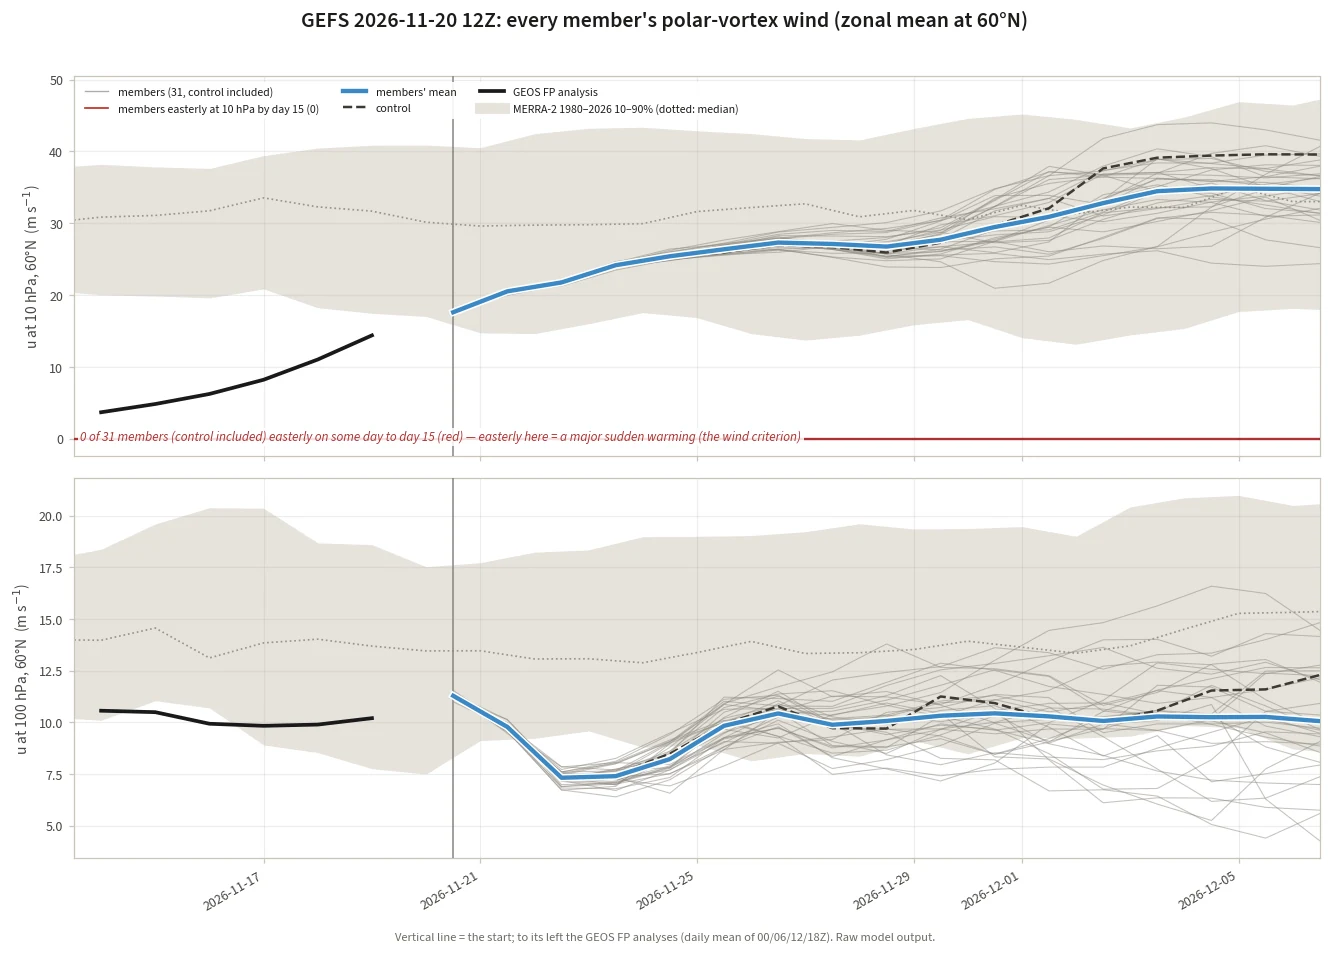 GEFS 2026-11-20 12Z: every member's polar-vortex wind (zonal mean at 60°N)
members (31, control included)
members easterly at 10 hPa by day 15 (0)
members' mean
control
GEOS FP analysis
MERRA-2 1980–2026 10–90% (dotted: median)
u at 10 hPa, 60°N (m s⁻¹)
50
40
30
20
10
0
0 of 31 members (control included) easterly on some day to day 15 (red) — easterly here = a major sudden warming (the wind criterion)
u at 100 hPa, 60°N (m s⁻¹)
20.0
17.5
15.0
12.5
10.0
7.5
5.0
2026-11-17
2026-11-21
2026-11-25
2026-11-29
2026-12-01
2026-12-05
Vertical line = the start; to its left the GEOS FP analyses (daily mean of 00/06/12/18Z). Raw model output.